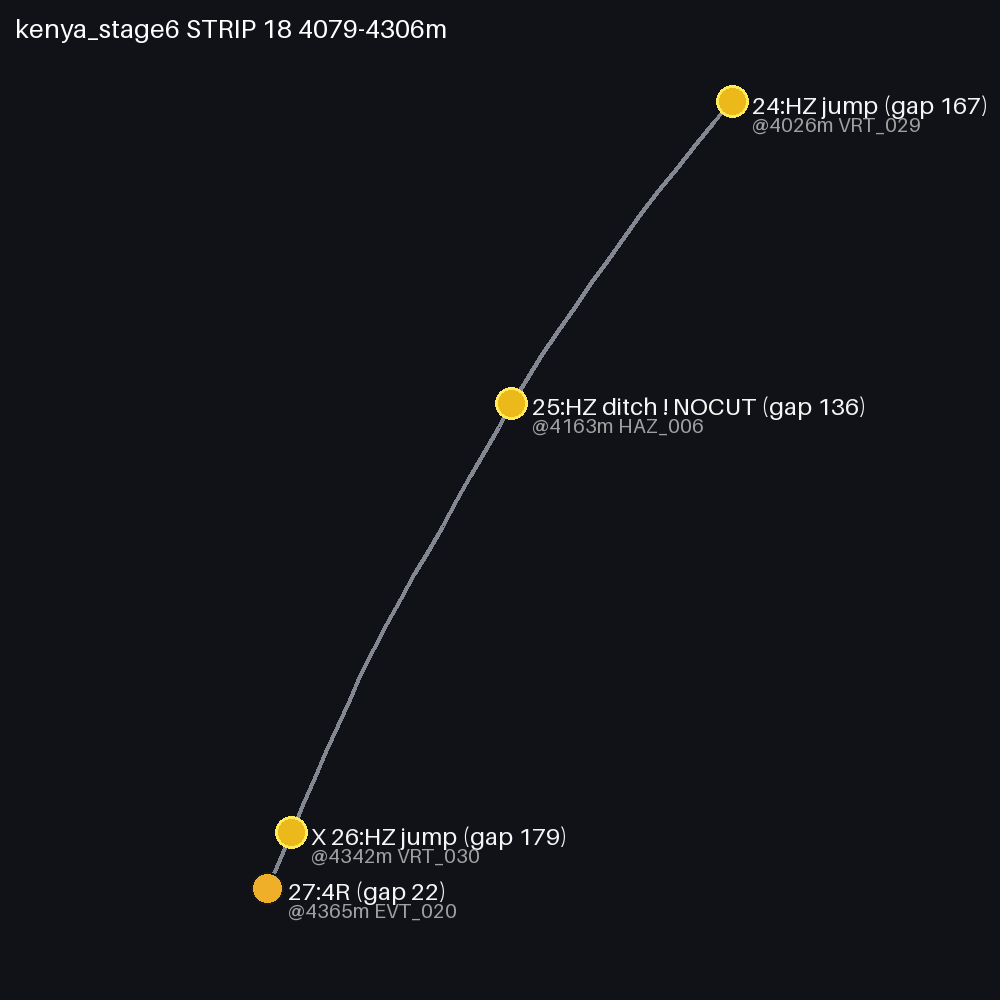 kenya_stage6 STRIP 18 4079-4306m
24:HZ jump (gap 167)
@4026m VRT_029
25:HZ ditch ! NOCUT (gap 136)
@4163m HAZ_006
X 26:HZ jump (gap 179)
@4342m VRT_030
27:4R (gap 22)
@4365m EVT_020